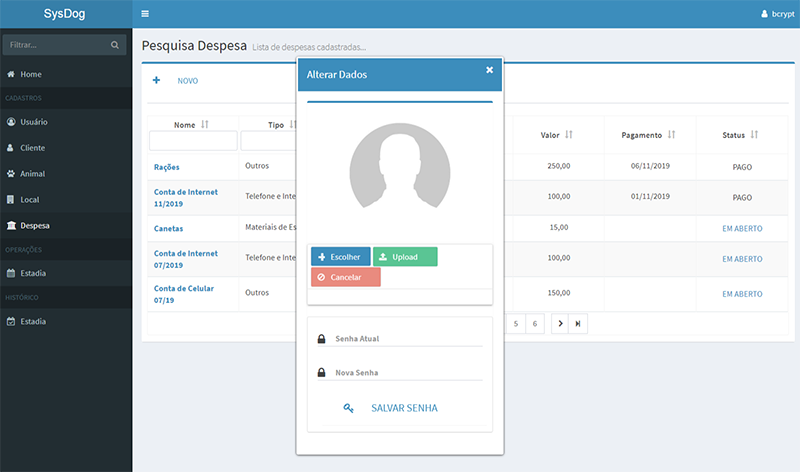 SysDog
bcrypt
Filtrar...
Home
CADASTROS
Usuário
Cliente
Animal
Local
Despesa
OPERAÇÕES
Estadia
HISTÓRICO
Estadia
Pesquisa Despesa Lista de despesas cadastradas...
NOVO
Nome Tipo Valor Pagamento Status
Rações Outros 250,00 06/11/2019 PAGO
Conta de Internet
11/2019 Telefone e Inte 100,00 01/11/2019 PAGO
Canetas Materiais de Es 15,00 EM ABERTO
Conta de Internet
07/2019 Telefone e Inte 100,00 EM ABERTO
Conta de Celular
07/19 Outros 150,00 EM ABERTO
5 6
Alterar Dados
Escolher Upload
Cancelar
Senha Atual
Nova Senha
SALVAR SENHA